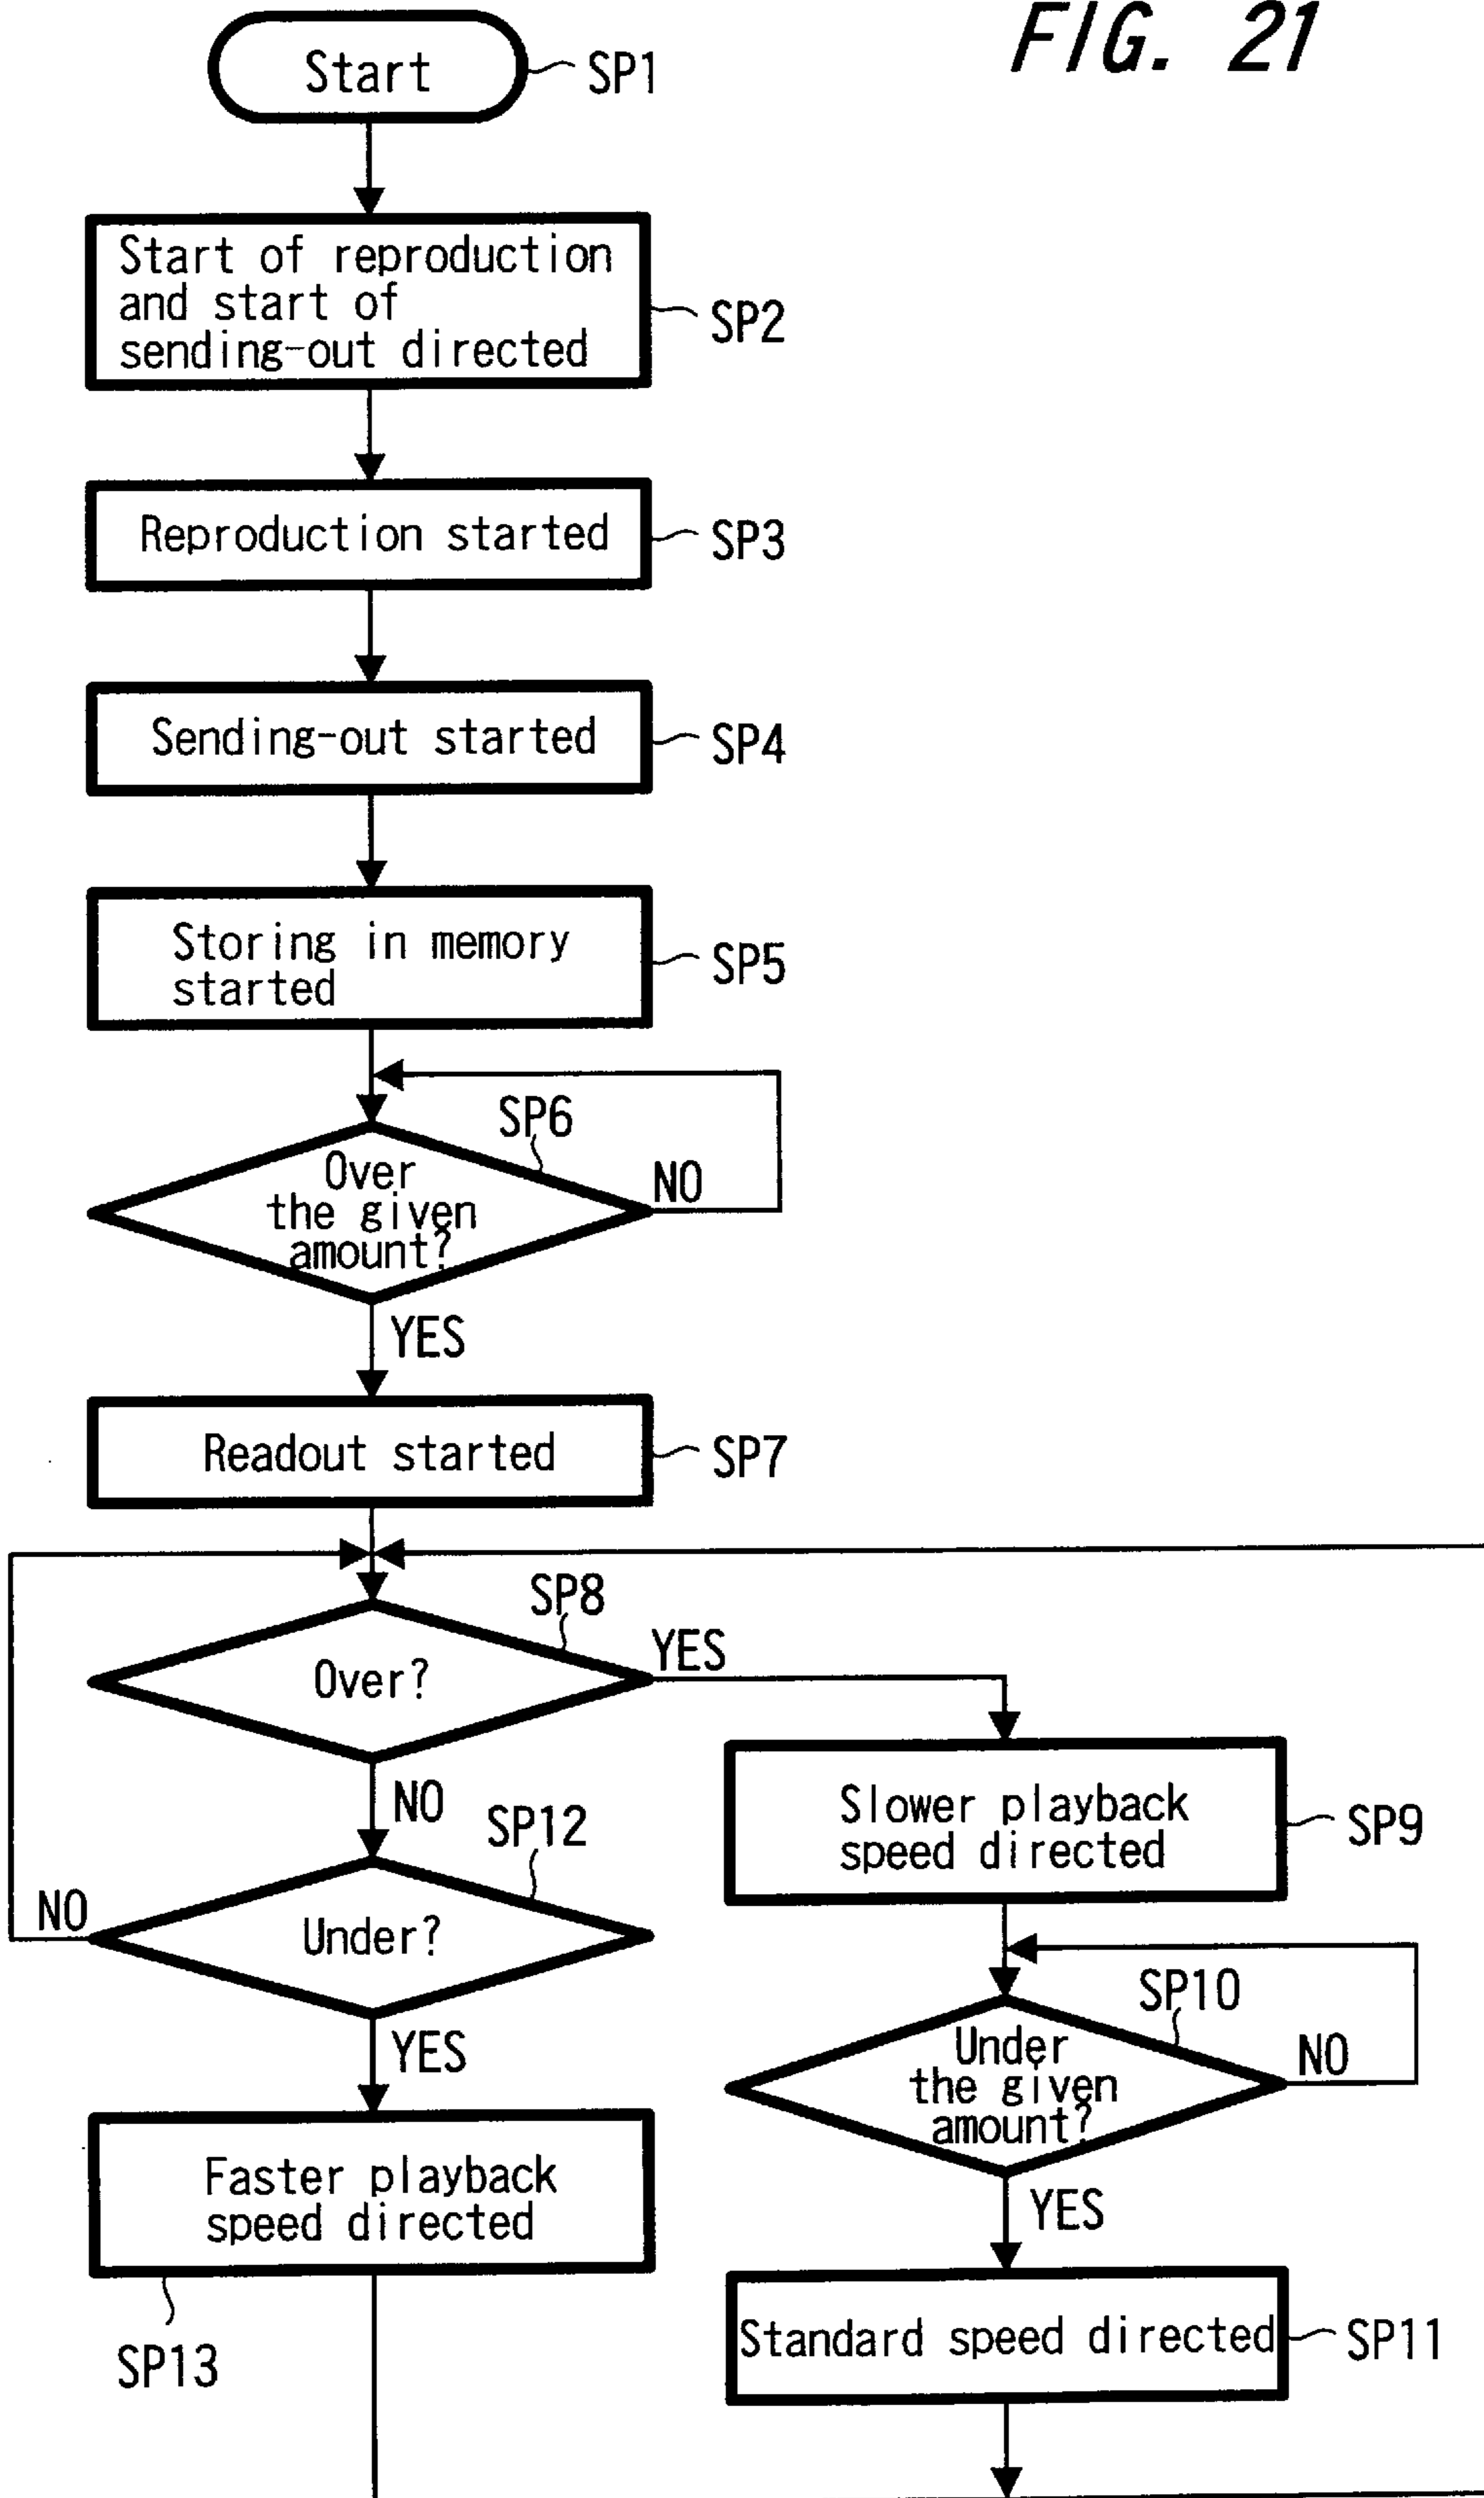 FIG. 21
Start
SP1
Start of reproduction
and start of
sending-out directed
SP2
Reproduction started
SP3
Sending-out started
SP4
Storing in memory
started
SP5
SP6
Over
the given
amount?
NO
YES
Readout started
SP7
SP8
Over?
YES
NO
Slower playback
speed directed
SP9
SP12
Under?
NO
YES
SP10
Under
the given
amount?
NO
YES
Faster playback
speed directed
SP13
Standard speed directed
SP11